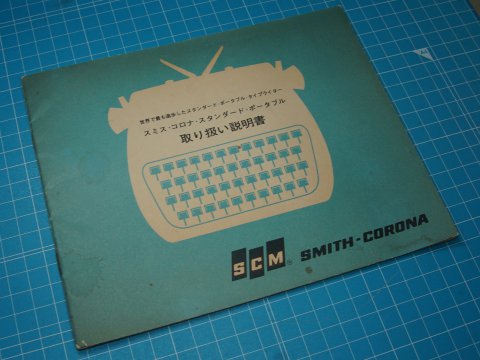 世界で最も進歩したスタンダード・ポータブル・タイプライター
スミス・コロナ・スタンダード・ポータブル
取り扱い説明書
SCM® SMITH-CORONA